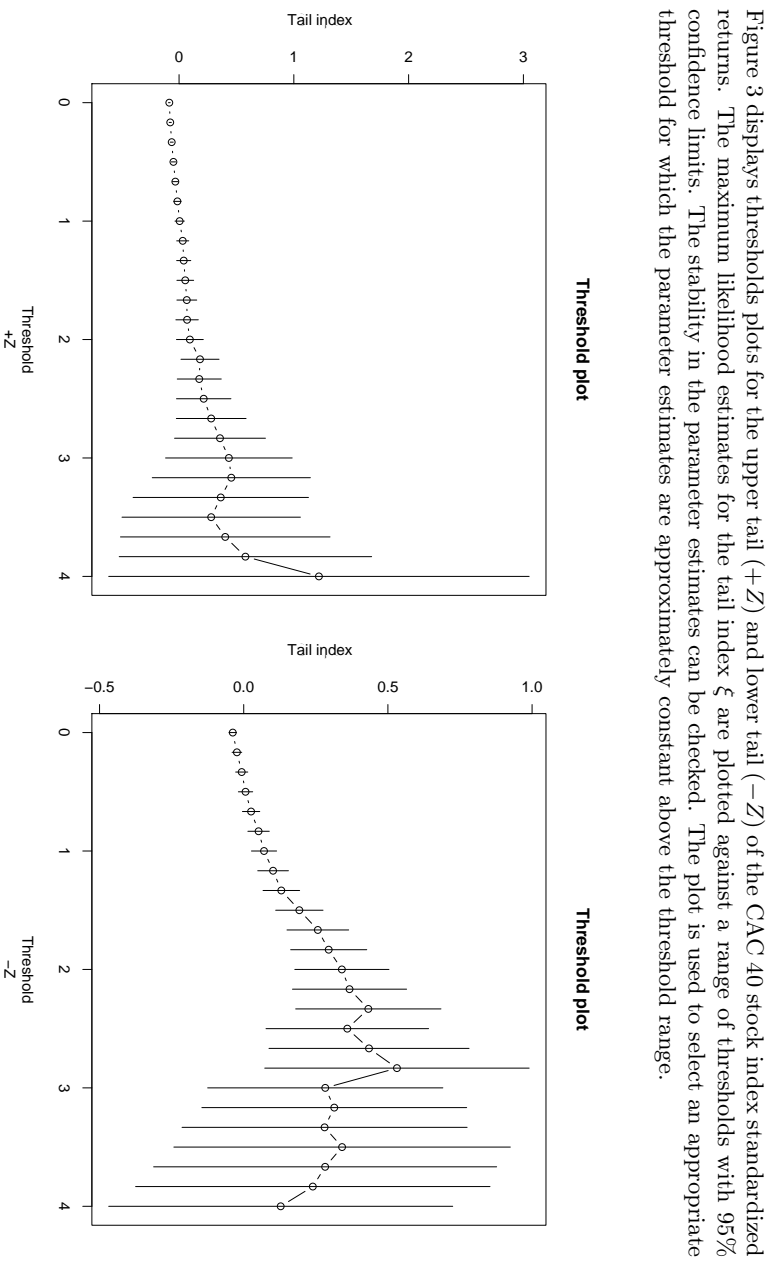 Figure 3 displays thresholds plots for the upper tail (+Z) and lower tail (−Z) of the CAC 40 stock index standardized
returns. The maximum likelihood estimates for the tail index ξ are plotted against a range of thresholds with 95%
confidence limits. The stability in the parameter estimates can be checked. The plot is used to select an appropriate
threshold for which the parameter estimates are approximately constant above the threshold range.
Threshold plot
Tail index
0 1 2 3
0 1 2 3 4
Threshold
+Z
Threshold plot
Tail index
−0.5 0.0 0.5 1.0
0 1 2 3 4
Threshold
−Z